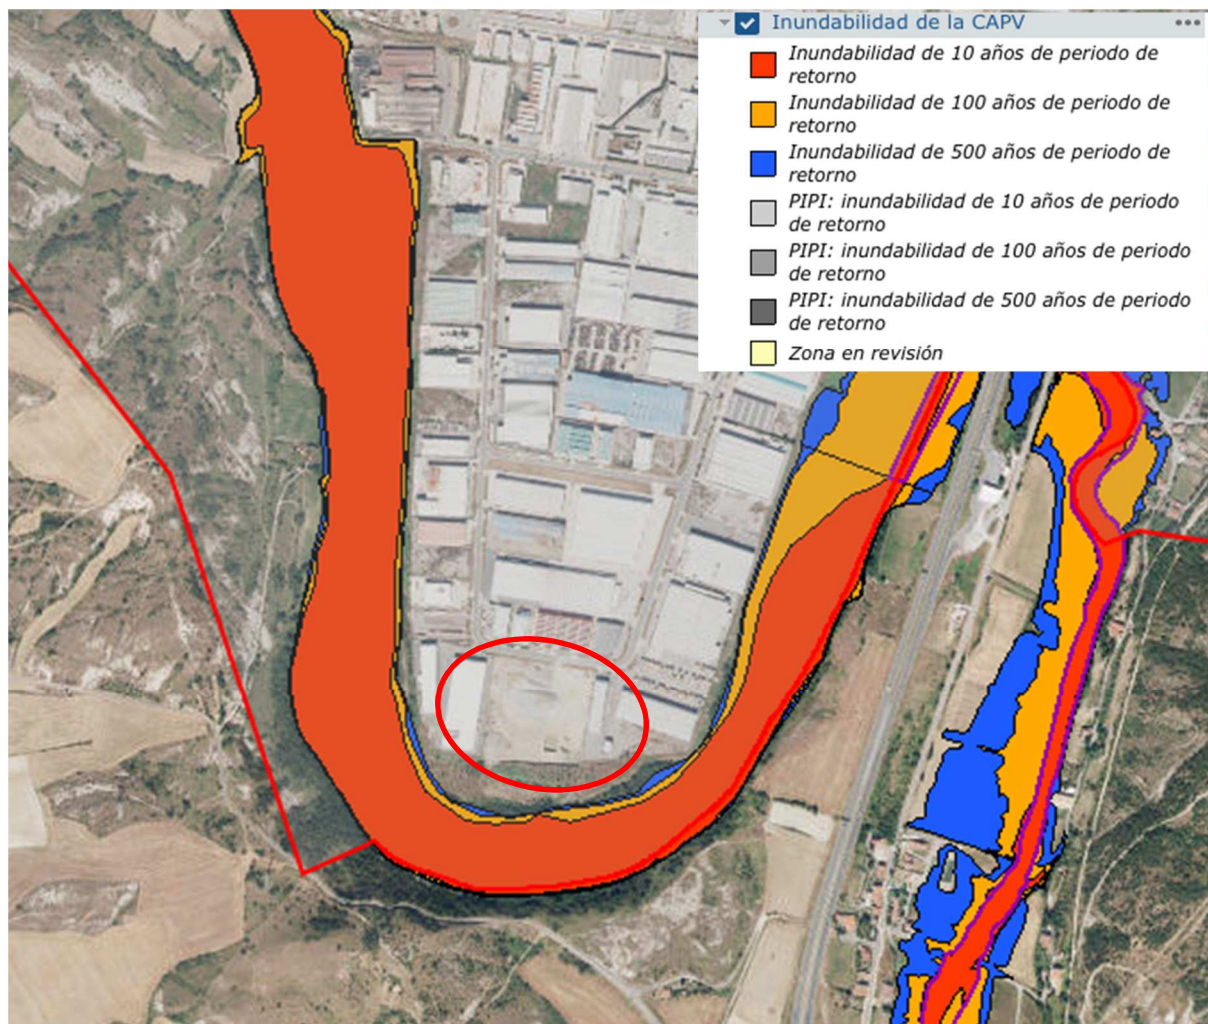 Inundabilidad de la CAPV
Inundabilidad de 10 años de periodo de
retorno
Inundabilidad de 100 años de periodo de
retorno
Inundabilidad de 500 años de periodo de
retorno
PIPI: inundabilidad de 10 años de periodo
de retorno
PIPI: inundabilidad de 100 años de periodo
de retorno
PIPI: inundabilidad de 500 años de periodo
de retorno
Zona en revisión